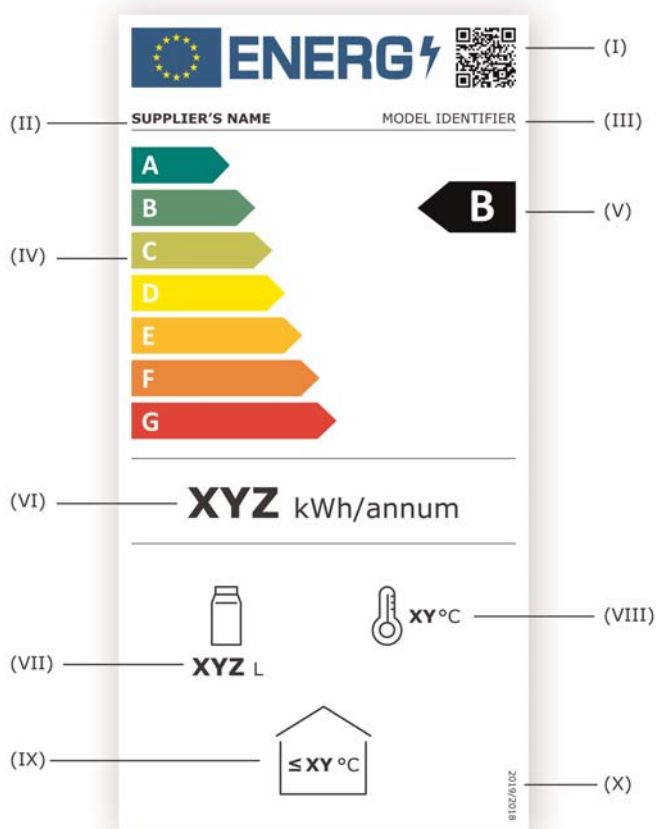 ENERG
(I)
(II) SUPPLIER'S NAME MODEL IDENTIFIER (III)
A
B B (V)
(IV) C
D
E
F
G
(VI) XYZ kWh/annum
XY°C (VIII)
(VII) XYZ L
(IX) ≤ XY °C
2019/2018 (X)